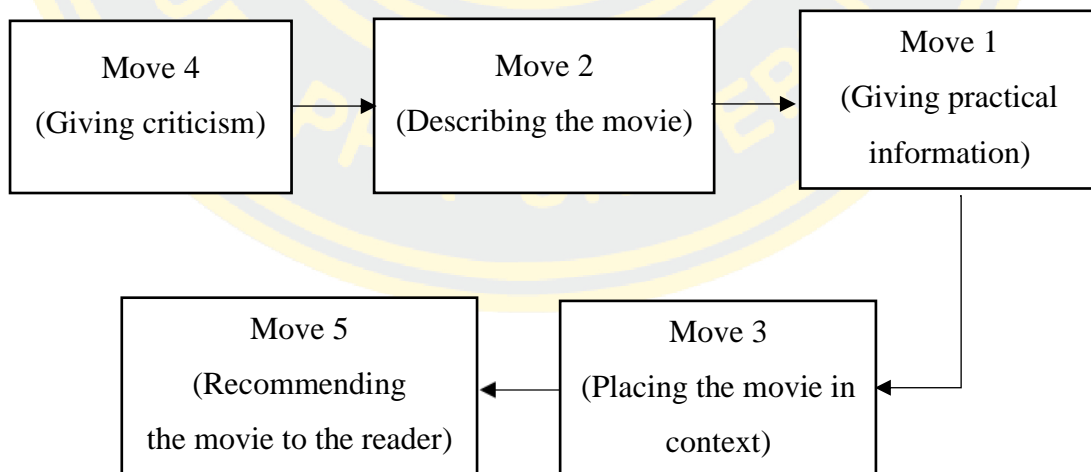 Move 4
(Giving criticism)
Move 2
(Describing the movie)
Move 1
(Giving practical
information)
Move 5
(Recommending
the movie to the reader)
Move 3
(Placing the movie in
context)